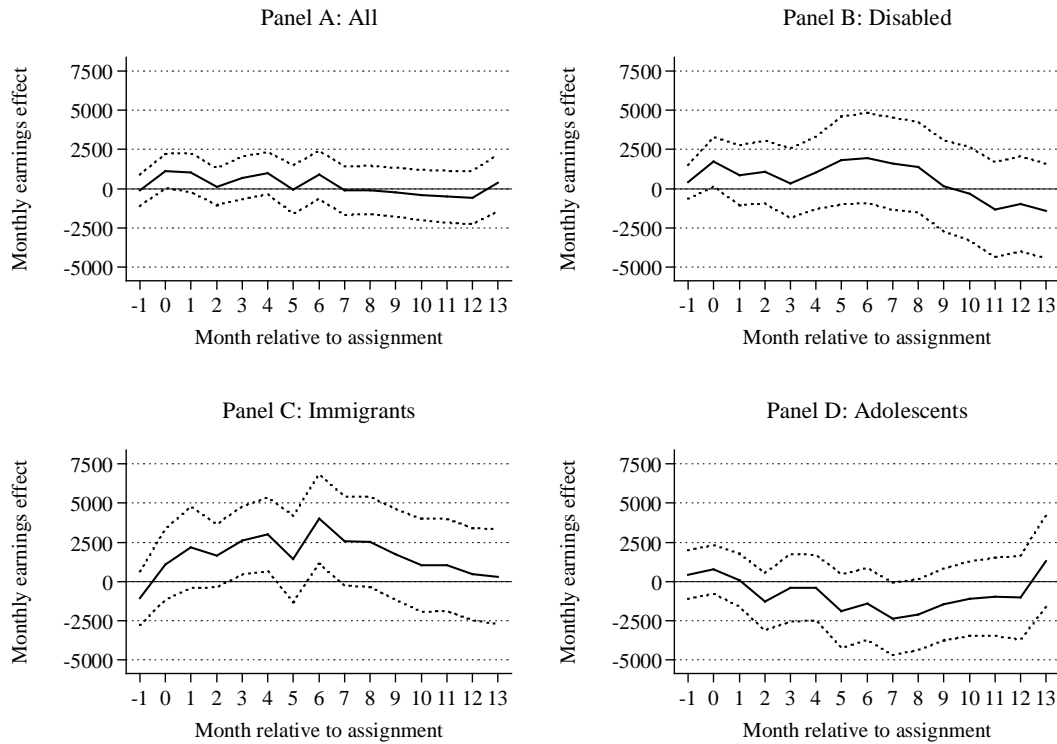 Panel A: All
Monthly earnings effect
7500
5000
2500
0
-2500
-5000
-1 0 1 2 3 4 5 6 7 8 9 10 11 12 13
Month relative to assignment
Panel B: Disabled
Monthly earnings effect
7500
5000
2500
0
-2500
-5000
-1 0 1 2 3 4 5 6 7 8 9 10 11 12 13
Month relative to assignment
Panel C: Immigrants
Monthly earnings effect
7500
5000
2500
0
-2500
-5000
-1 0 1 2 3 4 5 6 7 8 9 10 11 12 13
Month relative to assignment
Panel D: Adolescents
Monthly earnings effect
7500
5000
2500
0
-2500
-5000
-1 0 1 2 3 4 5 6 7 8 9 10 11 12 13
Month relative to assignment